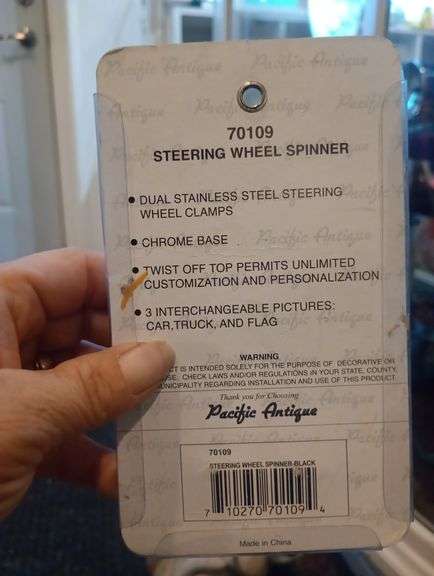 70109
STEERING WHEEL SPINNER
• DUAL STAINLESS STEEL STEERING
WHEEL CLAMPS
• CHROME BASE
• TWIST OFF TOP PERMITS UNLIMITED
CUSTOMIZATION AND PERSONALIZATION
• 3 INTERCHANGEABLE PICTURES:
CAR,TRUCK, AND FLAG
WARNING
IS INTENDED SOLELY FOR THE PURPOSE OF DECORATIVE OR
CHECK LAWS AND/OR REGULATIONS IN YOUR STATE, COUNTY,
MUNICIPALITY REGARDING INSTALLATION AND USE OF THIS PRODUCT.
Thank you for Choosing
Pacific Antique
70109
STEERING WHEEL SPINNER-BLACK
7 10270 70109 4
Made in China